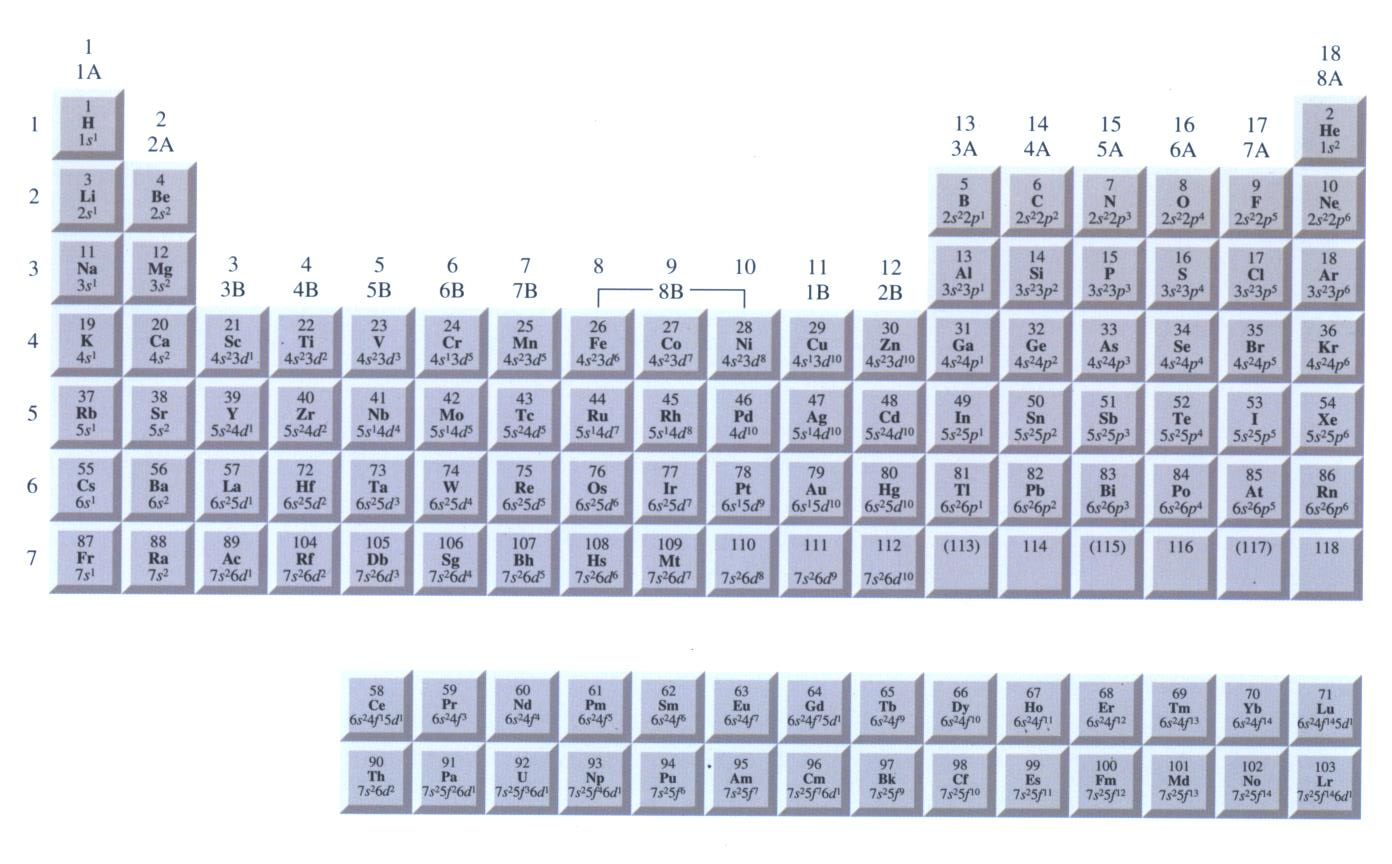 1
1A
18
8A
1
2
2A
13
3A
14
4A
15
5A
16
6A
17
7A
1
H
1s¹
2
He
1s²
2
3
Li
2s¹
4
Be
2s²
5
B
2s²2p¹
6
C
2s²2p²
7
N
2s²2p³
8
O
2s²2p⁴
9
F
2s²2p⁵
10
Ne
2s²2p⁶
3
11
Na
3s¹
12
Mg
3s²
3
3B
4
4B
5
5B
6
6B
7
7B
8
9
10
8B
11
1B
12
2B
13
Al
3s²3p¹
14
Si
3s²3p²
15
P
3s²3p³
16
S
3s²3p⁴
17
Cl
3s²3p⁵
18
Ar
3s²3p⁶
4
19
K
4s¹
20
Ca
4s²
21
Sc
4s²3d¹
22
Ti
4s²3d²
23
V
4s²3d³
24
Cr
4s¹3d⁵
25
Mn
4s²3d⁵
26
Fe
4s²3d⁶
27
Co
4s²3d⁷
28
Ni
4s²3d⁸
29
Cu
4s¹3d¹⁰
30
Zn
4s²3d¹⁰
31
Ga
4s²4p¹
32
Ge
4s²4p²
33
As
4s²4p³
34
Se
4s²4p⁴
35
Br
4s²4p⁵
36
Kr
4s²4p⁶
5
37
Rb
5s¹
38
Sr
5s²
39
Y
5s²4d¹
40
Zr
5s²4d²
41
Nb
5s¹4d⁴
42
Mo
5s¹4d⁵
43
Tc
5s²4d⁵
44
Ru
5s¹4d⁷
45
Rh
5s¹4d⁸
46
Pd
4d¹⁰
47
Ag
5s¹4d¹⁰
48
Cd
5s²4d¹⁰
49
In
5s²5p¹
50
Sn
5s²5p²
51
Sb
5s²5p³
52
Te
5s²5p⁴
53
I
5s²5p⁵
54
Xe
5s²5p⁶
6
55
Cs
6s¹
56
Ba
6s²
57
La
6s²5d¹
72
Hf
6s²5d²
73
Ta
6s²5d³
74
W
6s²5d⁴
75
Re
6s²5d⁵
76
Os
6s²5d⁶
77
Ir
6s²5d⁷
78
Pt
6s¹5d⁹
79
Au
6s¹5d¹⁰
80
Hg
6s²5d¹⁰
81
Tl
6s²6p¹
82
Pb
6s²6p²
83
Bi
6s²6p³
84
Po
6s²6p⁴
85
At
6s²6p⁵
86
Rn
6s²6p⁶
7
87
Fr
7s¹
88
Ra
7s²
89
Ac
7s²6d¹
104
Rf
7s²6d²
105
Db
7s²6d³
106
Sg
7s²6d⁴
107
Bh
7s²6d⁵
108
Hs
7s²6d⁶
109
Mt
7s²6d⁷
110
7s²6d⁸
111
7s²6d⁹
112
7s²6d¹⁰
(113)
114
(115)
116
(117)
118
58
Ce
6s²4f¹5d¹
59
Pr
6s²4f³
60
Nd
6s²4f⁴
61
Pm
6s²4f⁵
62
Sm
6s²4f⁶
63
Eu
6s²4f⁷
64
Gd
6s²4f⁷5d¹
65
Tb
6s²4f⁹
66
Dy
6s²4f¹⁰
67
Ho
6s²4f¹¹
68
Er
6s²4f¹²
69
Tm
6s²4f¹³
70
Yb
6s²4f¹⁴
71
Lu
6s²4f¹⁴5d¹
90
Th
7s²6d²
91
Pa
7s²5f²6d¹
92
U
7s²5f³6d¹
93
Np
7s²5f⁴6d¹
94
Pu
7s²5f⁶
95
Am
7s²5f⁷
96
Cm
7s²5f⁷6d¹
97
Bk
7s²5f⁹
98
Cf
7s²5f¹⁰
99
Es
7s²5f¹¹
100
Fm
7s²5f¹²
101
Md
7s²5f¹³
102
No
7s²5f¹⁴
103
Lr
7s²5f¹⁴6d¹